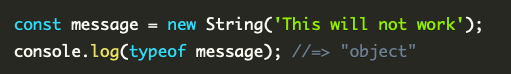 const message = new String('This will not work');
console.log(typeof message); //=> "object"